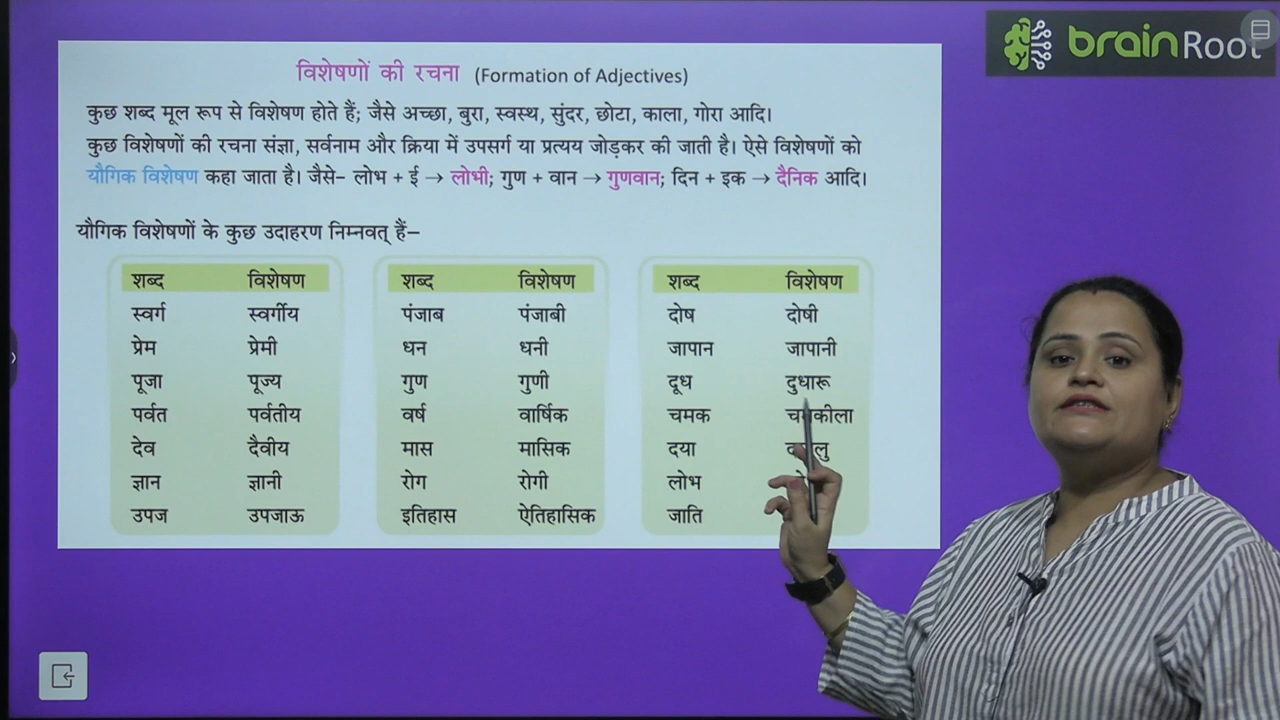 brainRoot
विशेषणों की रचना (Formation of Adjectives)
कुछ शब्द मूल रूप से विशेषण होते हैं; जैसे अच्छा, बुरा, स्वस्थ, सुंदर, छोटा, काला, गोरा आदि।
कुछ विशेषणों की रचना संज्ञा, सर्वनाम और क्रिया में उपसर्ग या प्रत्यय जोड़कर की जाती है। ऐसे विशेषणों को
यौगिक विशेषण कहा जाता है। जैसे– लोभ + ई → लोभी; गुण + वान → गुणवान; दिन + इक → दैनिक आदि।
यौगिक विशेषणों के कुछ उदाहरण निम्नवत् हैं–
शब्द विशेषण
स्वर्ग स्वर्गीय
प्रेम प्रेमी
पूजा पूज्य
पर्वत पर्वतीय
देव दैवीय
ज्ञान ज्ञानी
उपज उपजाऊ
शब्द विशेषण
पंजाब पंजाबी
धन धनी
गुण गुणी
वर्ष वार्षिक
मास मासिक
रोग रोगी
इतिहास ऐतिहासिक
शब्द विशेषण
दोष दोषी
जापान जापानी
दूध दुधारू
चमक चमकीला
दया
लोभ
जाति